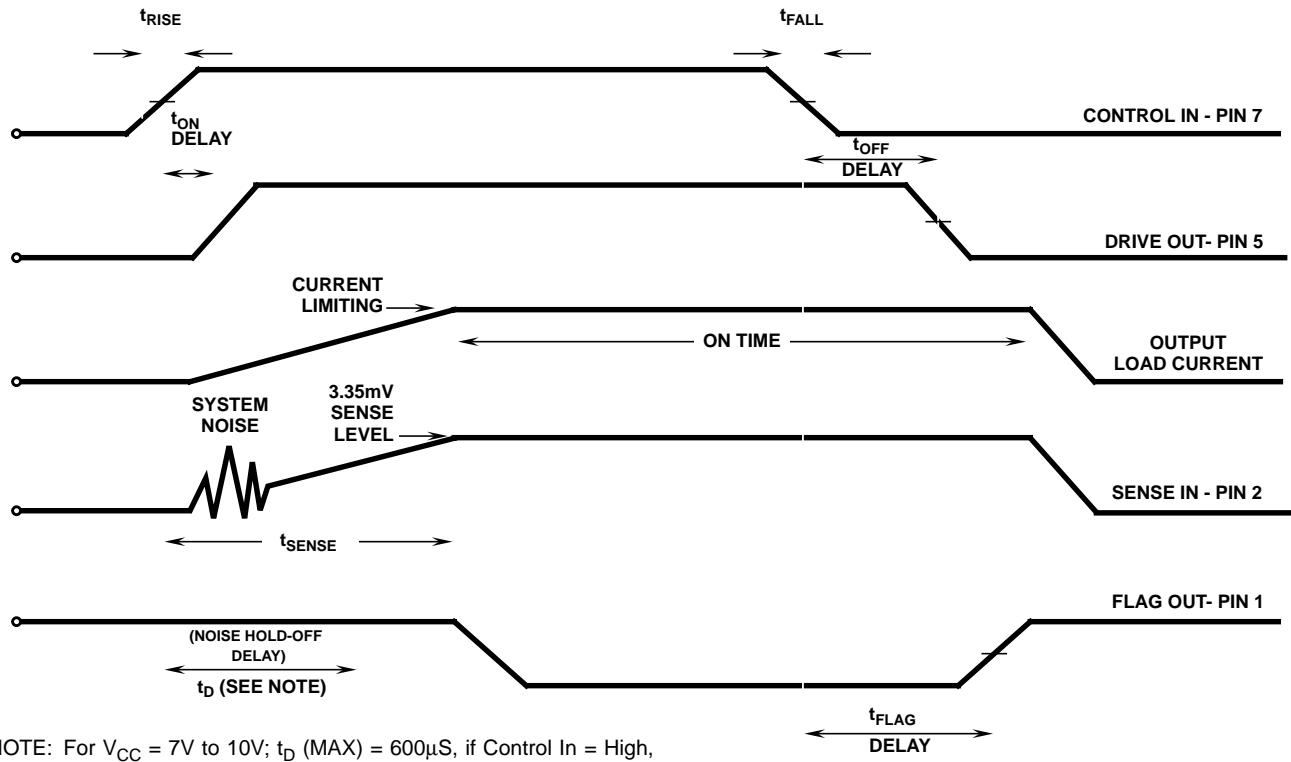 tRISE
tFALL
CONTROL IN - PIN 7
tON
DELAY
tOFF
DELAY
DRIVE OUT- PIN 5
CURRENT
LIMITING
ON TIME
OUTPUT
LOAD CURRENT
SYSTEM
NOISE
3.35mV
SENSE
LEVEL
SENSE IN - PIN 2
tSENSE
FLAG OUT- PIN 1
(NOISE HOLD-OFF
DELAY)
tD (SEE NOTE)
tFLAG
DELAY
OTE: For VCC = 7V to 10V; tD (MAX) = 600μS, if Control In = High,